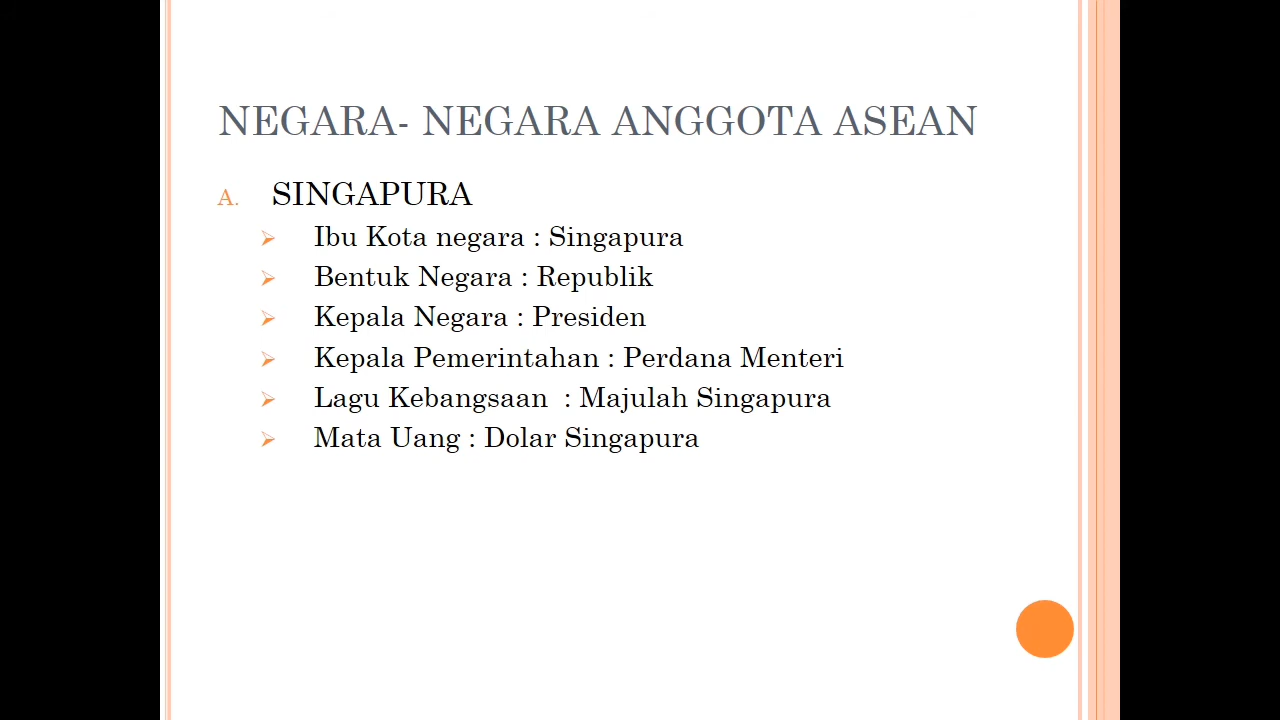 NEGARA- NEGARA ANGGOTA ASEAN
A. SINGAPURA
Ibu Kota negara : Singapura
Bentuk Negara : Republik
Kepala Negara : Presiden
Kepala Pemerintahan : Perdana Menteri
Lagu Kebangsaan : Majulah Singapura
Mata Uang : Dolar Singapura